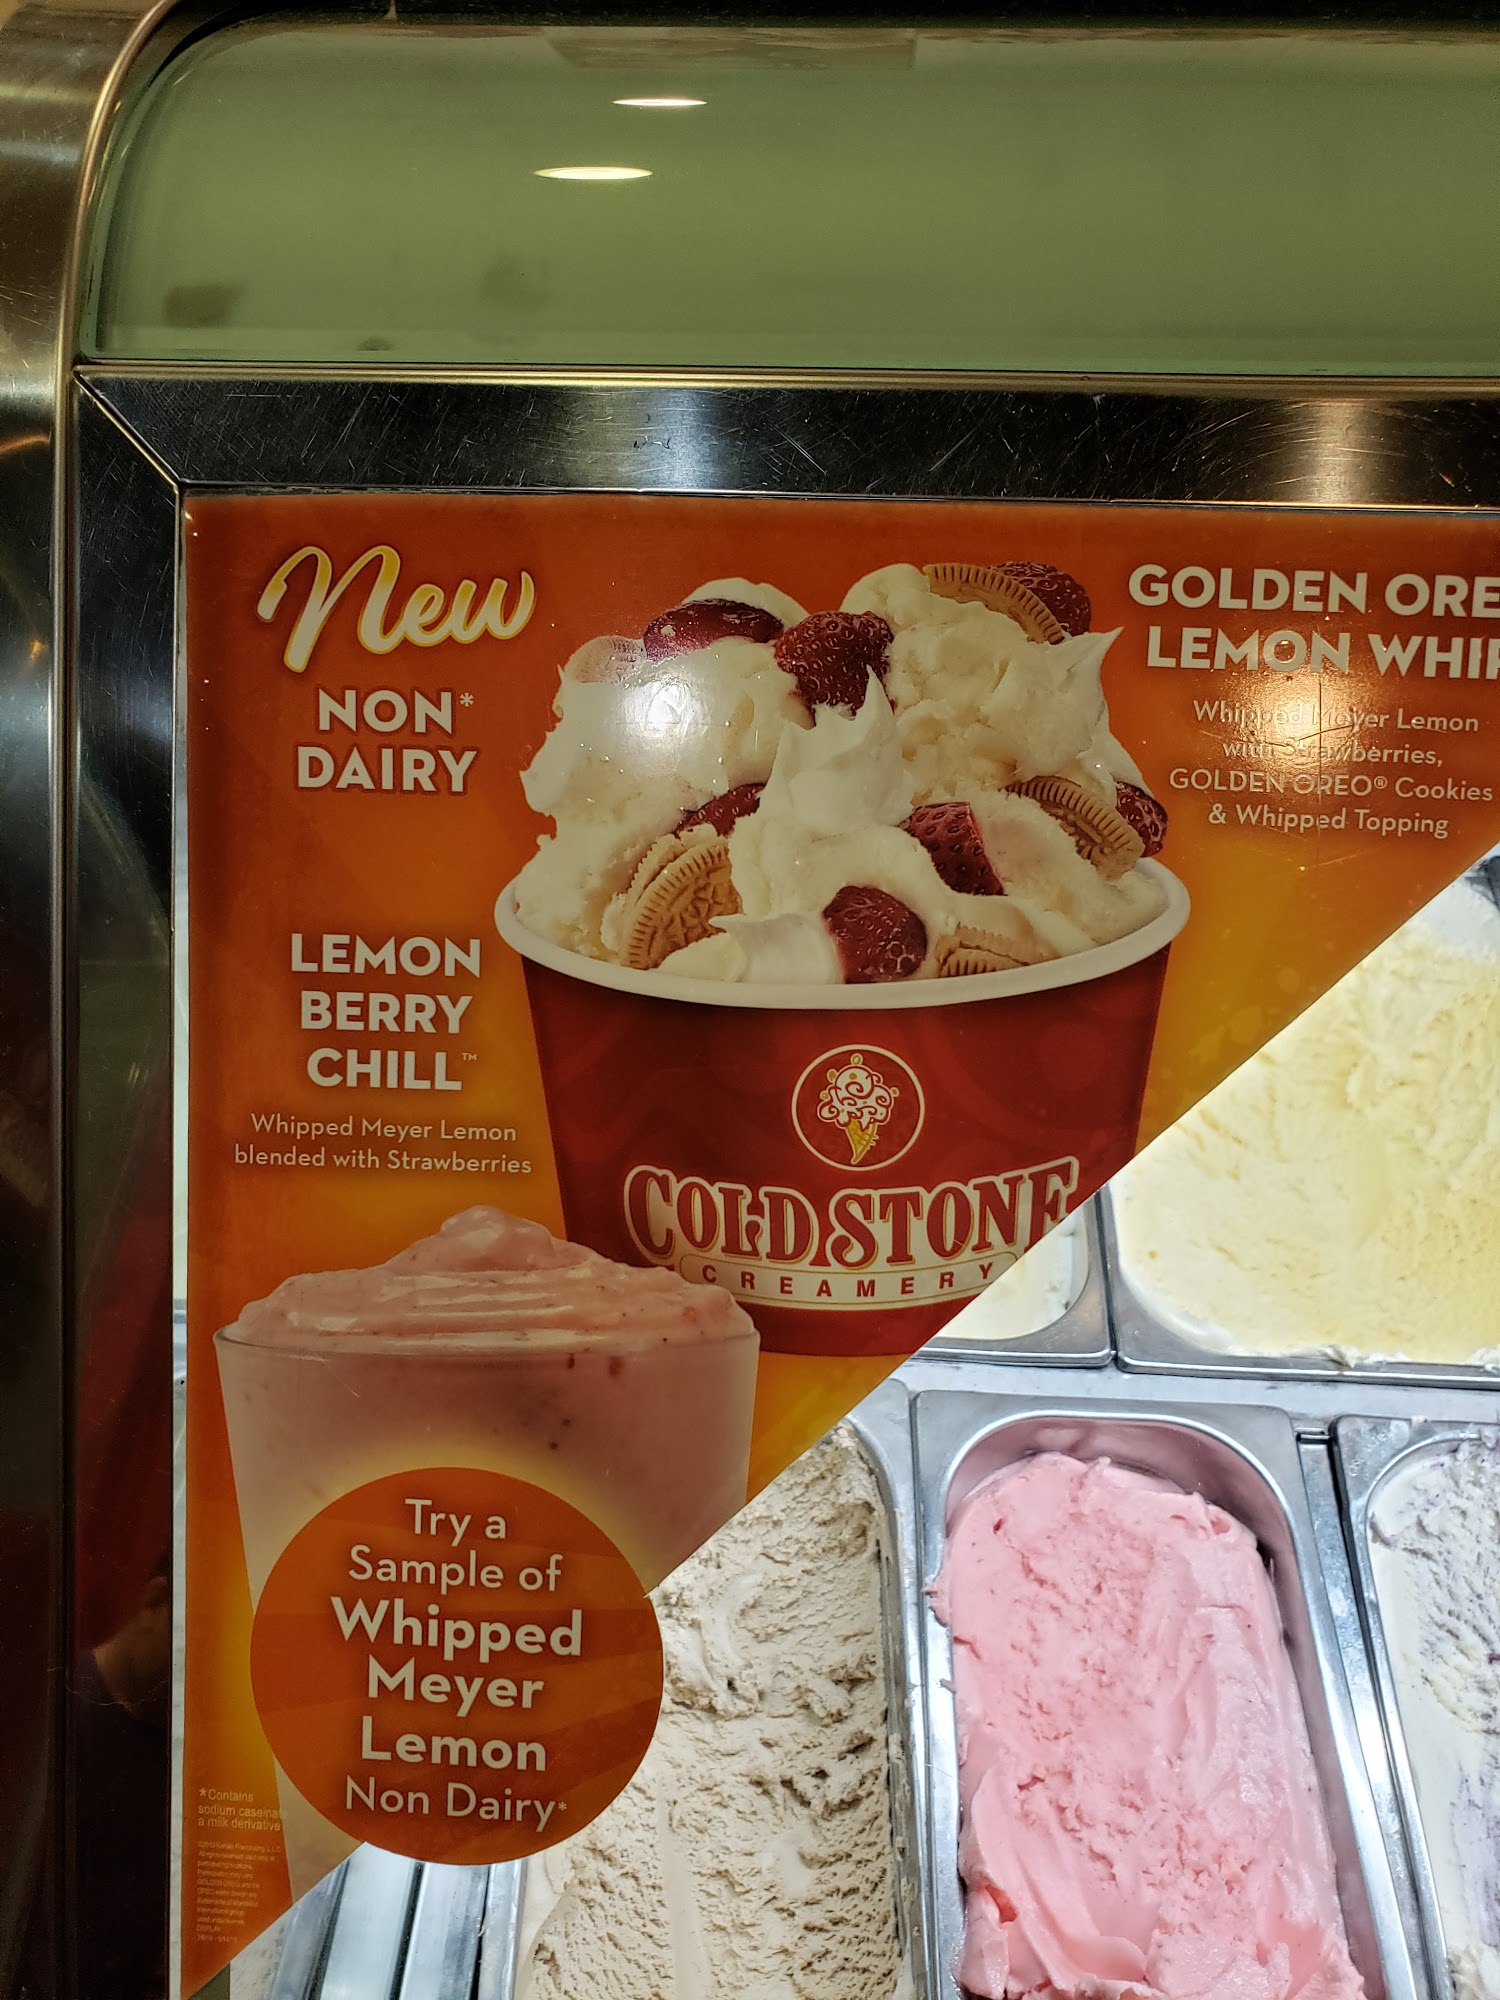 New
NON*
DAIRY
LEMON
BERRY
CHILL™
Whipped Meyer Lemon
blended with Strawberries
GOLDEN ORE
LEMON WHIP
Whipped Meyer Lemon
with Strawberries,
GOLDEN OREO® Cookies
& Whipped Topping
COLD STONE
CREAMERY
Try a
Sample of
Whipped
Meyer
Lemon
Non Dairy*
*Contains
sodium caseinate
a milk derivative